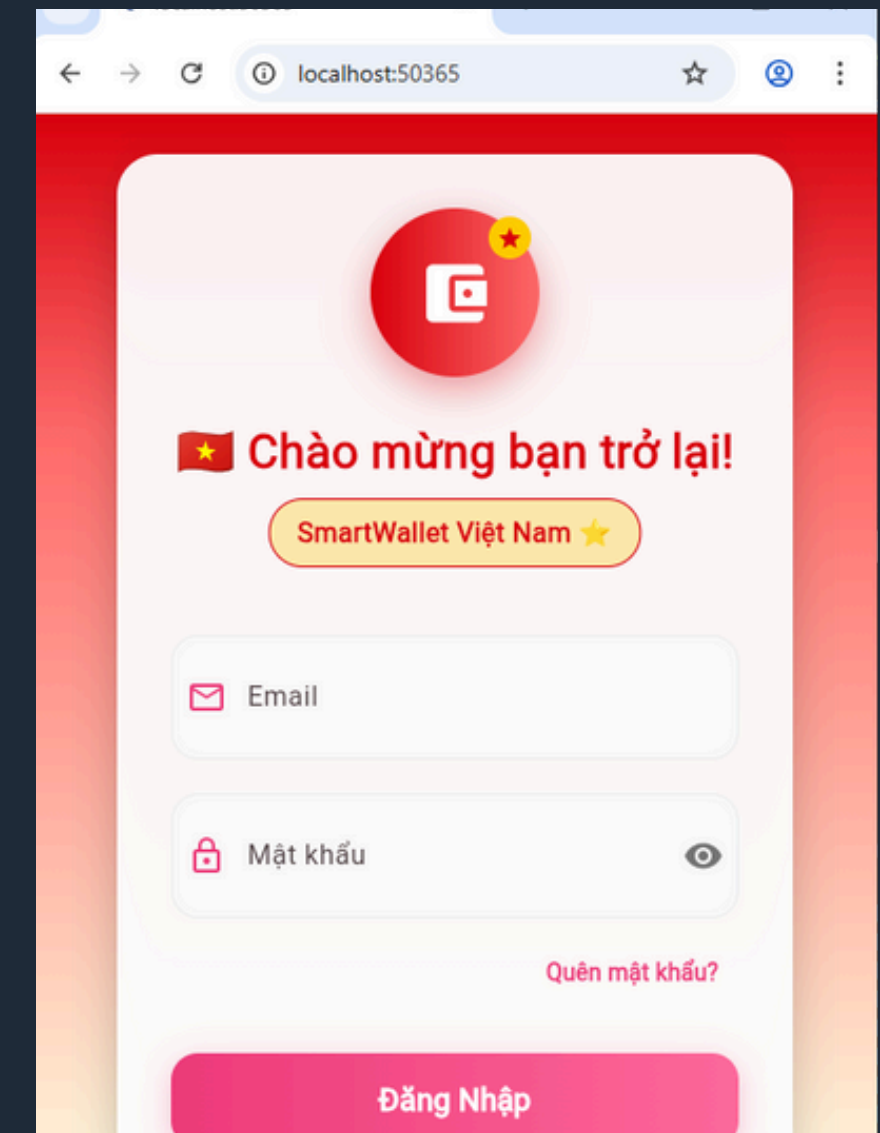 localhost:50365
Chào mừng bạn trở lại!
SmartWallet Việt Nam
Email
Mật khẩu
Quên mật khẩu?
Đăng Nhập